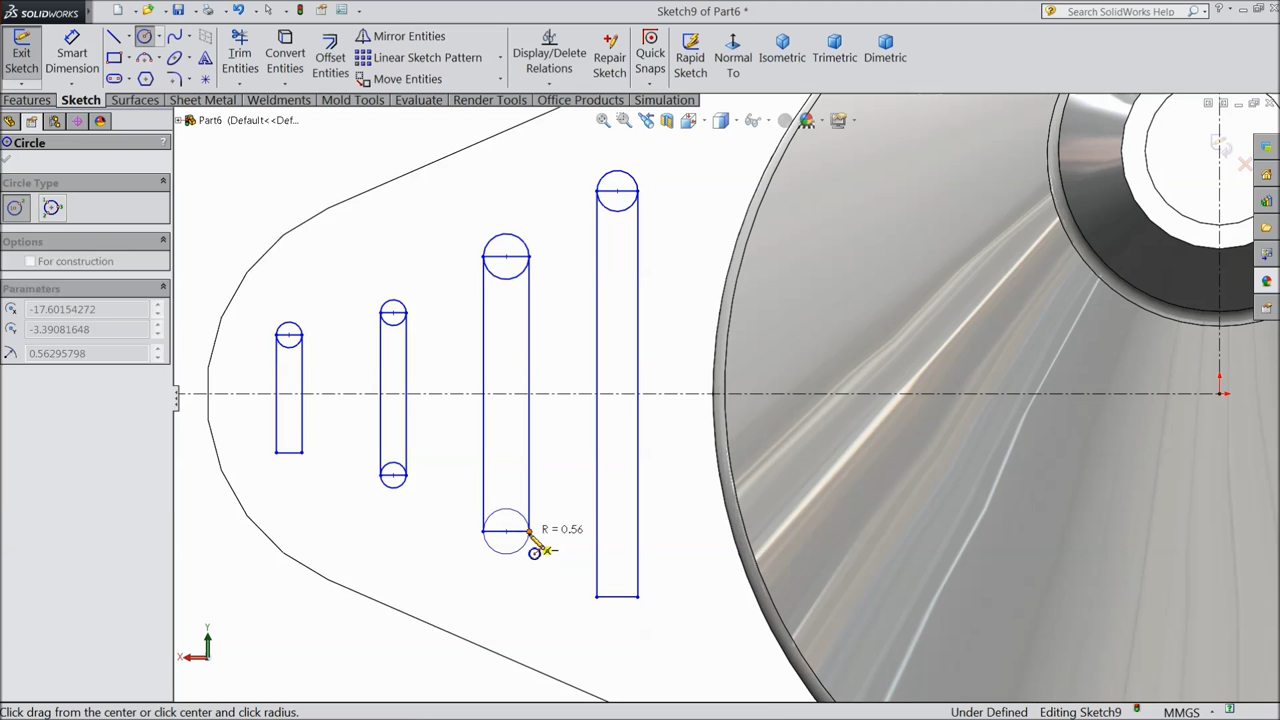 SOLIDWORKS
Sketch9 of Part6 *
Search SolidWorks Help
Exit Sketch
Smart Dimension
Trim Entities
Convert Entities
Offset Entities
Mirror Entities
Linear Sketch Pattern
Move Entities
Display/Delete Relations
Repair Sketch
Quick Snaps
Rapid Sketch
Normal To
Isometric
Trimetric
Dimetric
Features
Sketch
Surfaces
Sheet Metal
Weldments
Mold Tools
Evaluate
Render Tools
Office Products
Simulation
Part6 (Default<<Def...
Circle
?
Circle Type
Options
For construction
Parameters
-17.60154272
-3.39081648
0.56295798
R = 0.56
Y
X
Click drag from the center or click center and click radius.
Under Defined
Editing Sketch9
MMGS